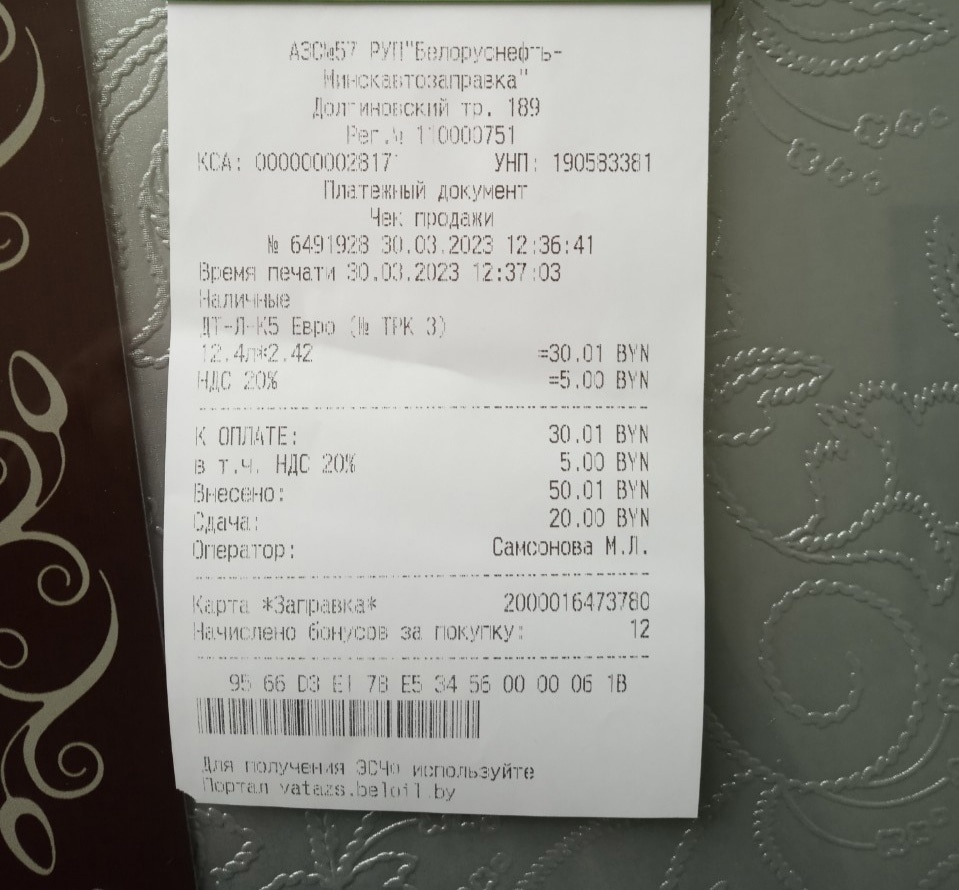 АЗС№57 РУП"Белоруснефть-
Минскавтозаправка"
Долгиновский тр. 189
Рег.№ 110000751
КСА: 0000000028171 УНП: 190583381
Платежный документ
Чек продажи
№ 6491928 30.03.2023 12:36:41
Время печати 30.03.2023 12:37:03
Наличные
ДТ-Л-К5 Евро (№ ТРК 3)
12.4л*2.42 =30.01 BYN
НДС 20% =5.00 BYN
К ОПЛАТЕ: 30.01 BYN
в т.ч. НДС 20% 5.00 BYN
Внесено: 50.01 BYN
Сдача: 20.00 BYN
Оператор: Самсонова М.Л.
Карта *Заправка* 2000016473780
Начислено бонусов за покупку: 12
95 66 D3 E1 78 E5 34 56 00 00 06 1B
Для получения ЭСЧФ используйте
Портал vatazs.beloil.by